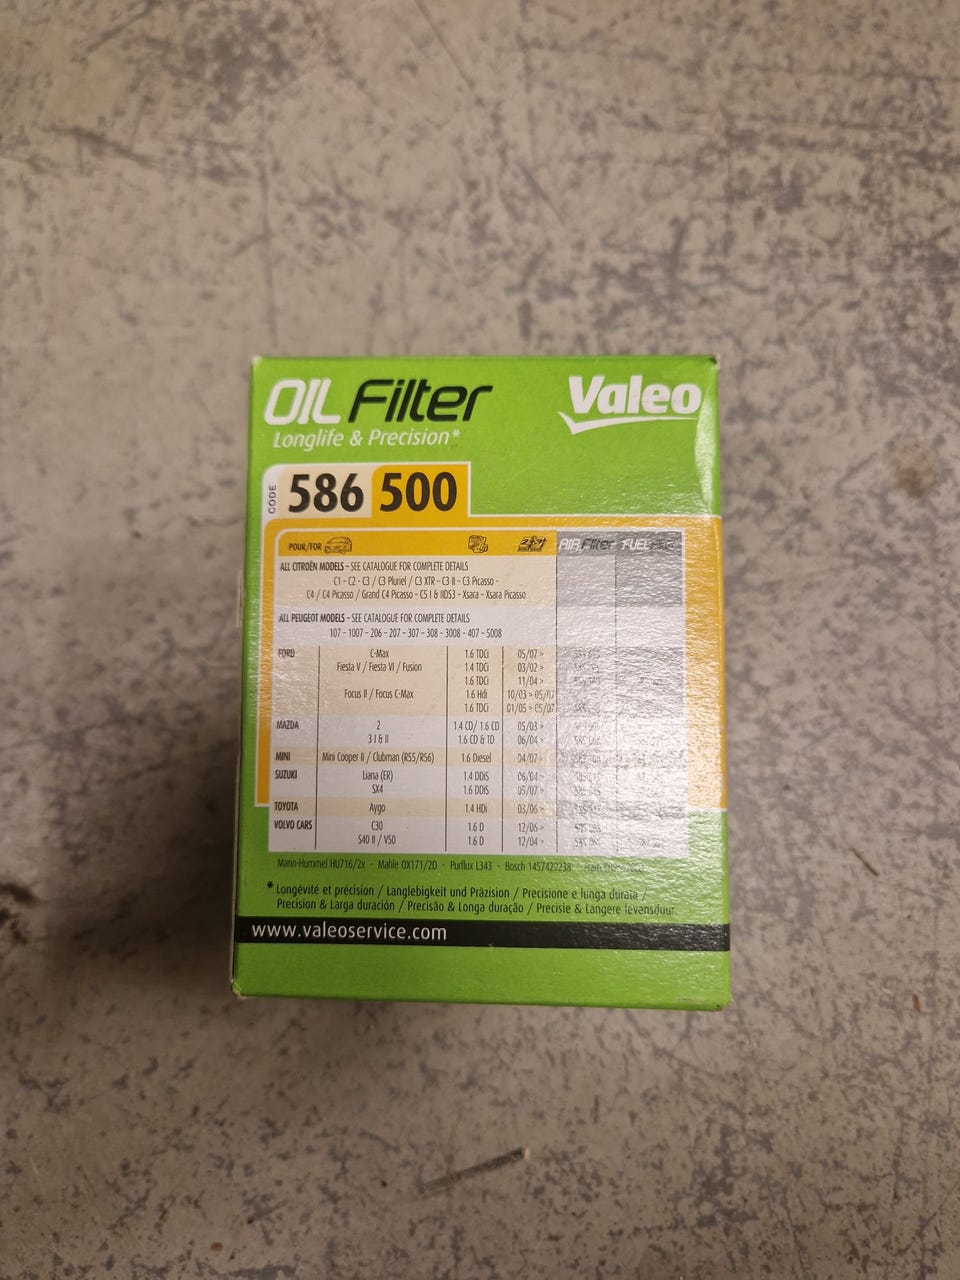 OIL Filter
Valeo
Longlife & Precision*
CODE 586 500
POUR/FOR AIR Filter FUEL
ALL CITROËN MODELS - SEE CATALOGUE FOR COMPLETE DETAILS
C1 - C2 - C3 / C3 Pluriel / C3 XTR - C3 II - C3 Picasso -
C4 / C4 Picasso / Grand C4 Picasso - C5 I & IIDS3 - Xsara - Xsara Picasso
ALL PEUGEOT MODELS - SEE CATALOGUE FOR COMPLETE DETAILS
107 - 1007 - 206 - 207 - 307 - 308 - 3008 - 407 - 5008
FORD C-Max 1.6 TDCi 05/07 >
Fiesta V / Fiesta VI / Fusion 1.4 TDCi 03/02 >
1.6 TDCi 11/04 >
Focus II / Focus C-Max 1.6 Hdi 10/03 > 05/07
1.6 TDCi 01/05 > 05/07
MAZDA 2 1.4 CD/ 1.6 CD 05/03 >
3 I & II 1.6 CD & TD 06/04 >
MINI Mini Cooper II / Clubman (R55/R56) 1.6 Diesel 04/07 >
SUZUKI Liana (ER) 1.4 DDiS 06/04 >
SX4 1.6 DDiS 05/07 >
TOYOTA Aygo 1.4 HDi 03/06 >
VOLVO CARS C30 1.6 D 12/06 >
S40 II / V50 1.6 D 12/04 >
Mann-Hummel HU716/2x - Mahle OX171/2D - Purflux L343 - Bosch 1457429238
* Longévité et précision / Langlebigkeit und Präzision / Precisione e lunga durata /
Precision & Larga duración / Precisão & Longa duração / Precisie & Langere levensduur
www.valeoservice.com